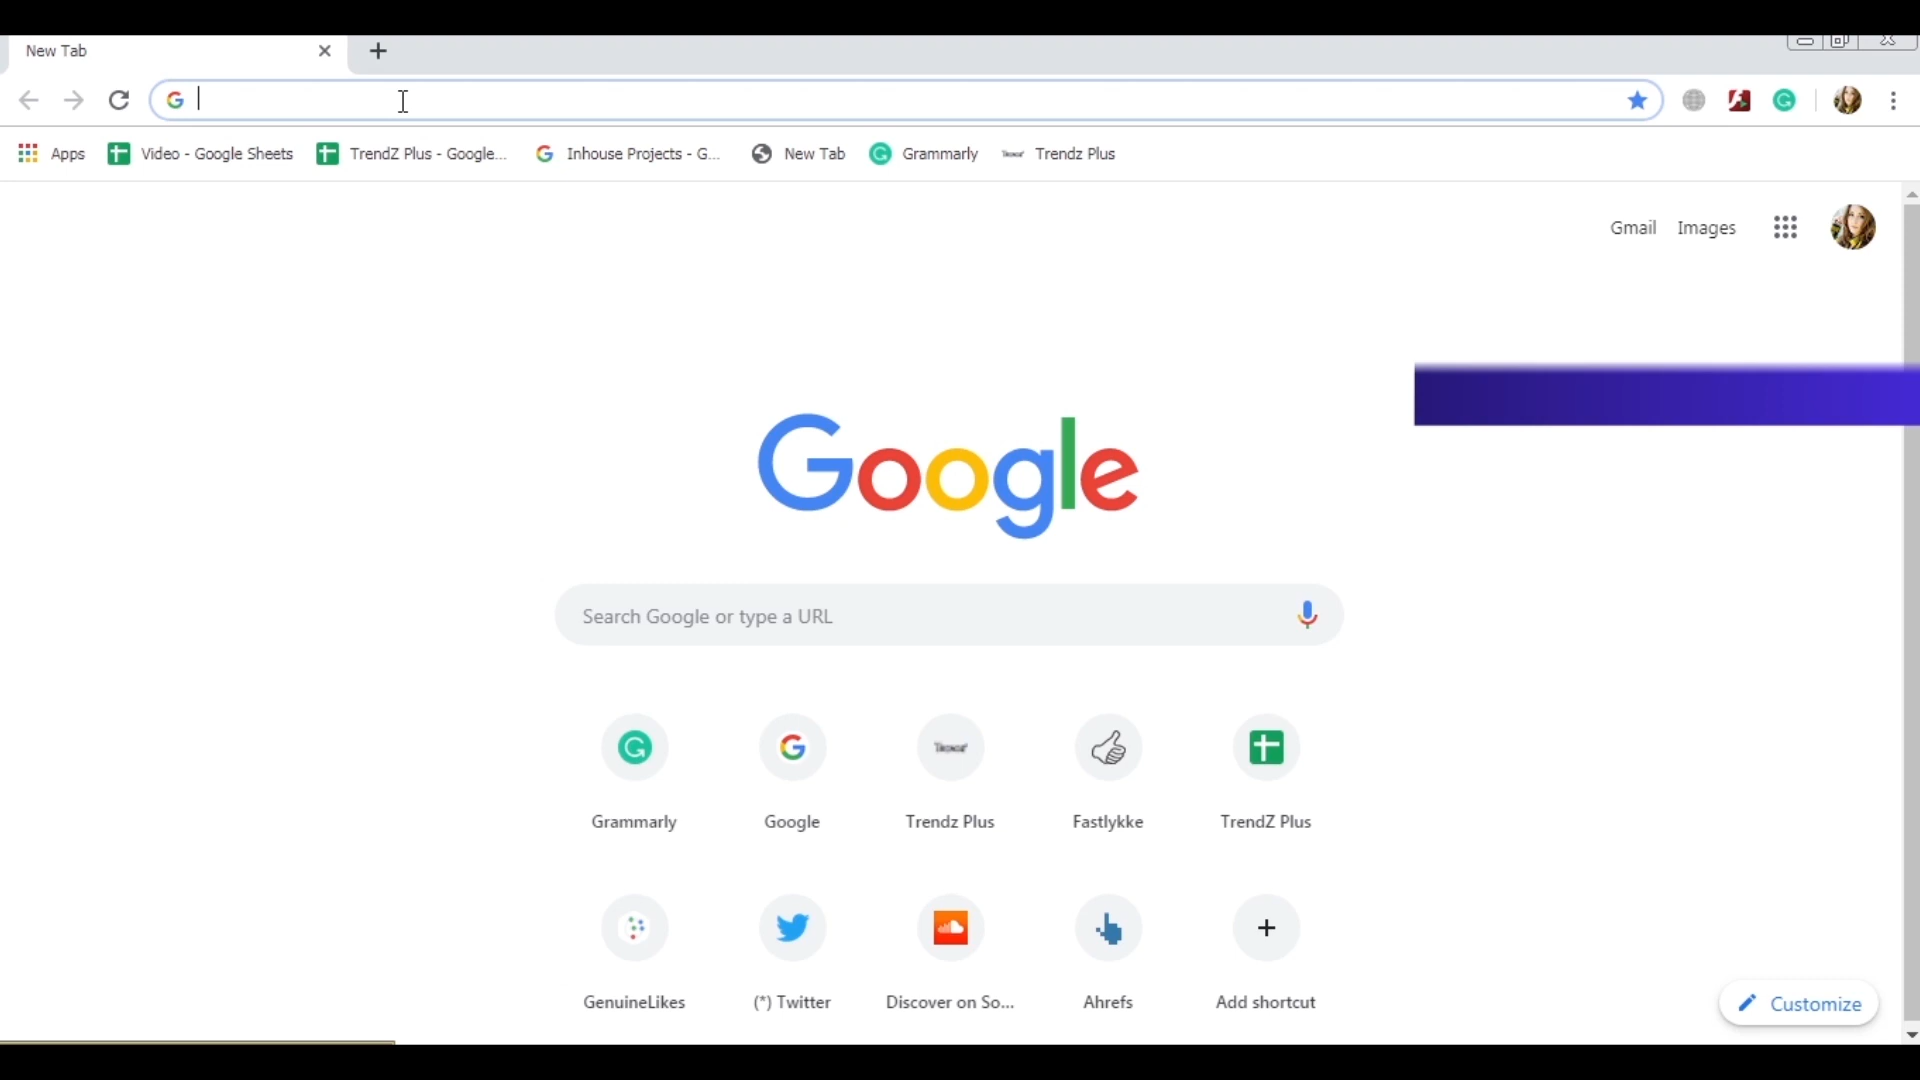 New Tab
Apps
Video - Google Sheets
TrendZ Plus - Google...
Inhouse Projects - G...
New Tab
Grammarly
Trendz Plus
Gmail
Images
Google
Search Google or type a URL
Grammarly
Google
Trendz Plus
Fastlykke
TrendZ Plus
GenuineLikes
(*) Twitter
Discover on So...
Ahrefs
Add shortcut
Customize